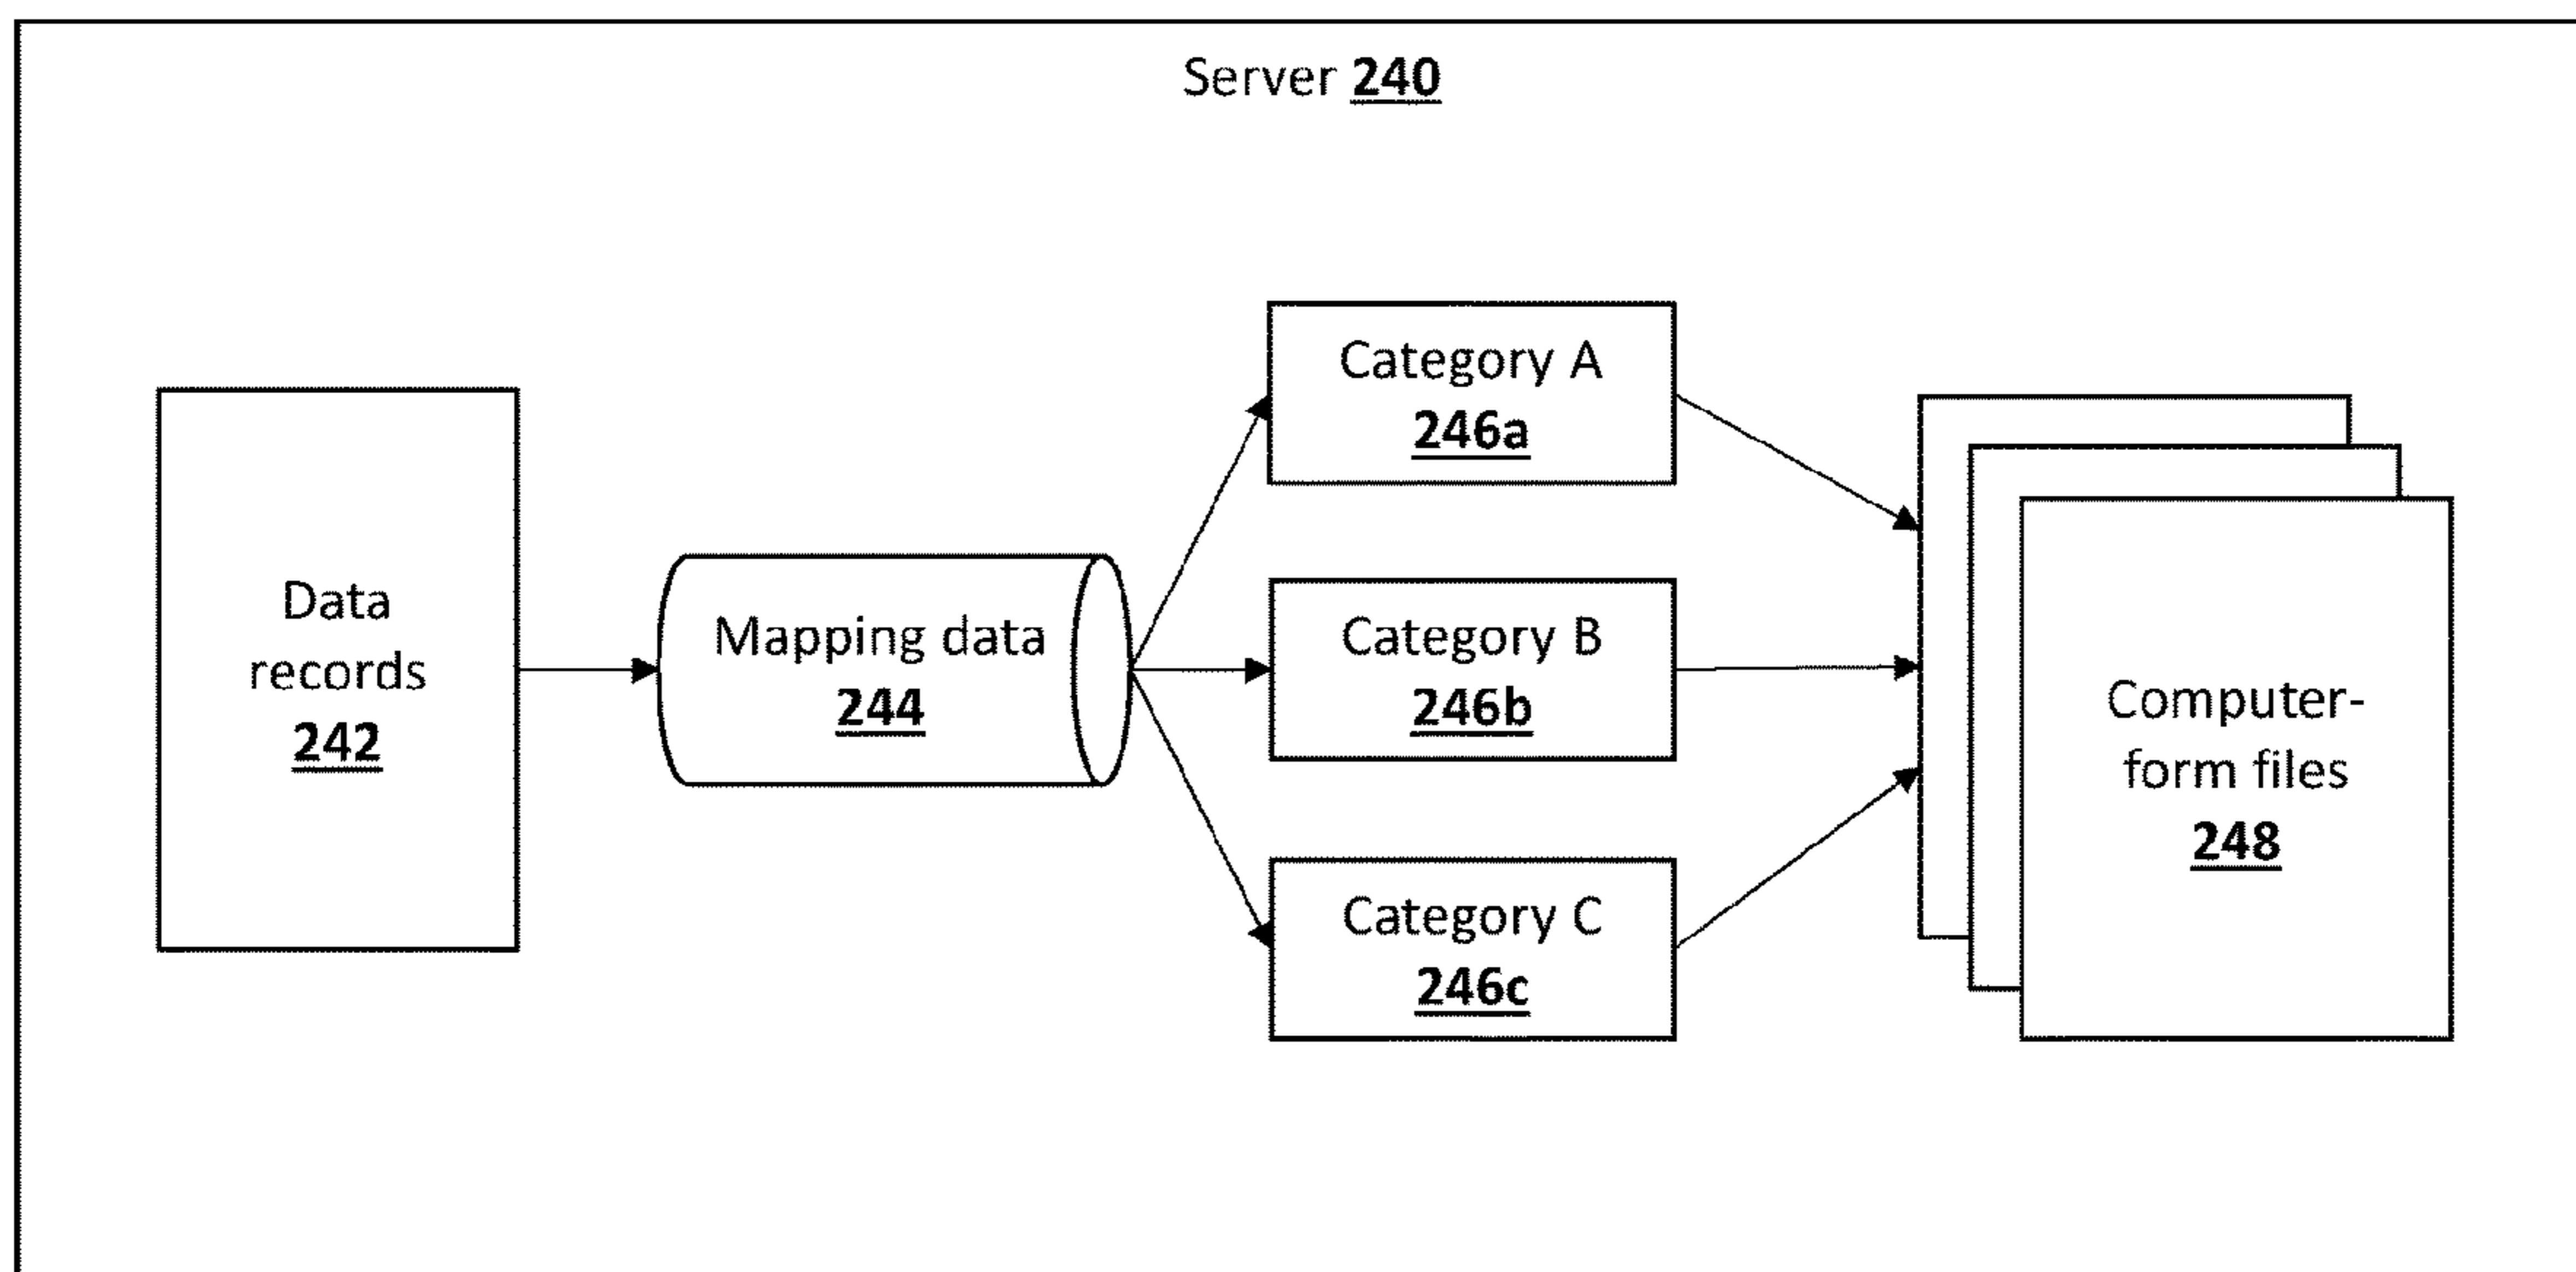 Server 240
Data
records
242
Mapping data
244
Category A
246a
Category B
246b
Category C
246c
Computer-
form files
248